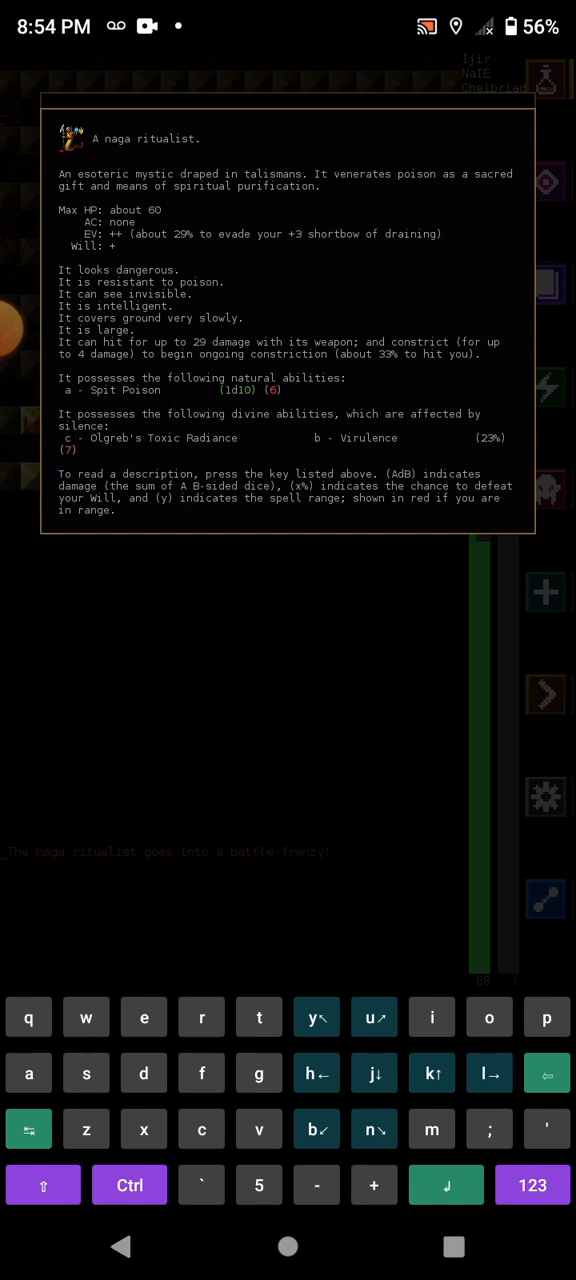 8:54 PM 56%
Ijir
NaIE
Cheibriad
A naga ritualist.
An esoteric mystic draped in talismans. It venerates poison as a sacred
gift and means of spiritual purification.
Max HP: about 60
AC: none
EV: ++ (about 29% to evade your +3 shortbow of draining)
Will: +
It looks dangerous.
It is resistant to poison.
It can see invisible.
It is intelligent.
It covers ground very slowly.
It is large.
It can hit for up to 29 damage with its weapon; and constrict (for up
to 4 damage) to begin ongoing constriction (about 33% to hit you).
It possesses the following natural abilities:
a - Spit Poison (1d10) (6)
It possesses the following divine abilities, which are affected by
silence:
c - Olgreb's Toxic Radiance b - Virulence (23%)
(7)
To read a description, press the key listed above. (AdB) indicates
damage (the sum of A B-sided dice), (x%) indicates the chance to defeat
your Will, and (y) indicates the spell range; shown in red if you are
in range.
_The naga ritualist goes into a battle-frenzy!
88 1
q w e r t y↖ u↗ i o p
a s d f g h← j↓ k↑ l→ ⇦
↹ z x c v b↙ n↘ m ; '
⇧ Ctrl ` 5 - + ↲ 123